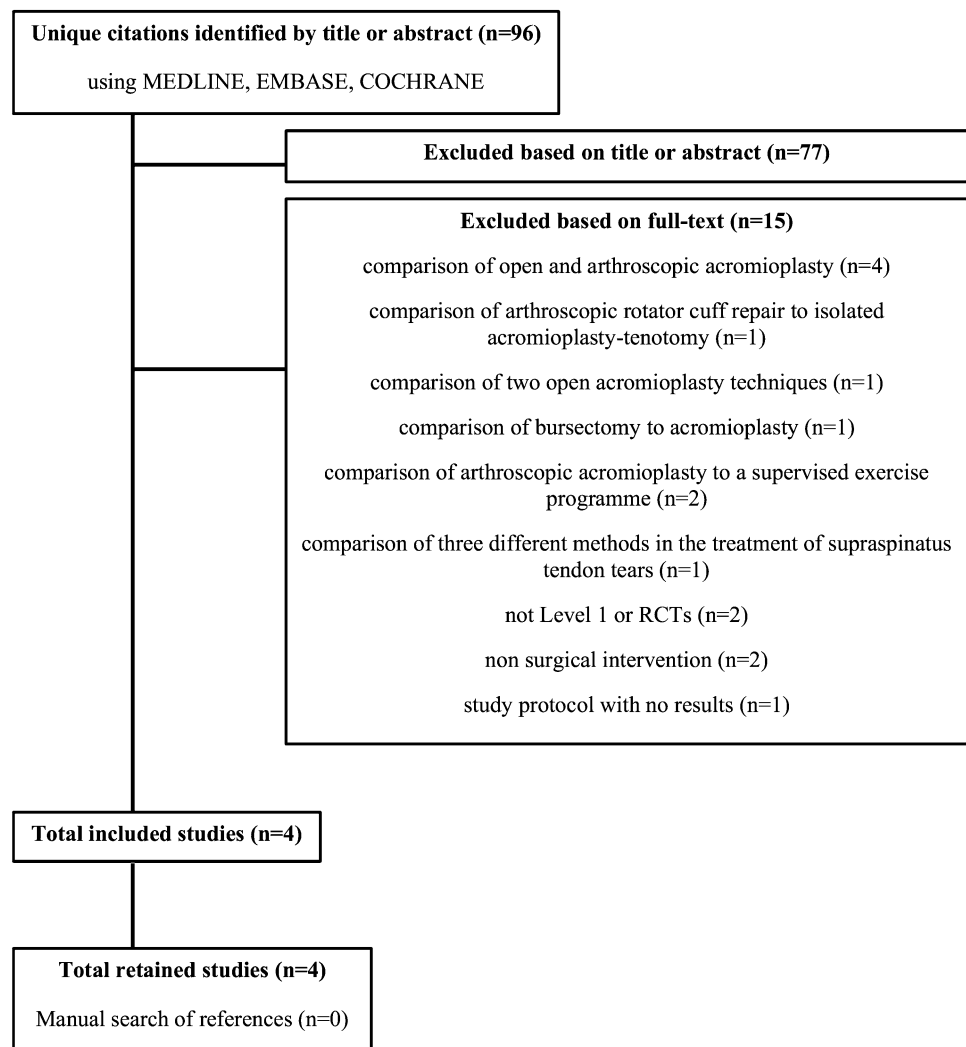 Unique citations identified by title or abstract (n=96)
using MEDLINE, EMBASE, COCHRANE
Excluded based on title or abstract (n=77)
Excluded based on full-text (n=15)
comparison of open and arthroscopic acromioplasty (n=4)
comparison of arthroscopic rotator cuff repair to isolated
acromioplasty-tenotomy (n=1)
comparison of two open acromioplasty techniques (n=1)
comparison of bursectomy to acromioplasty (n=1)
comparison of arthroscopic acromioplasty to a supervised exercise
programme (n=2)
comparison of three different methods in the treatment of supraspinatus
tendon tears (n=1)
not Level 1 or RCTs (n=2)
non surgical intervention (n=2)
study protocol with no results (n=1)
Total included studies (n=4)
Total retained studies (n=4)
Manual search of references (n=0)